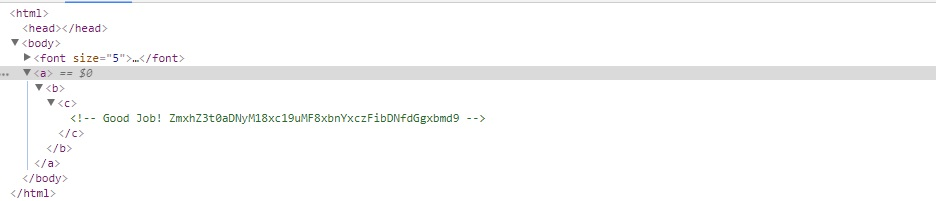 <html>
<head></head>
▼<body>
▶<font size="5">…</font>
… ▼<a> == $0
▼<b>
▼<c>
<!-- Good Job! ZmxhZ3t0aDNyM18xc19uMF8xbnYxczFibDNfdGgxbmd9 -->
</c>
</b>
</a>
</body>
</html>